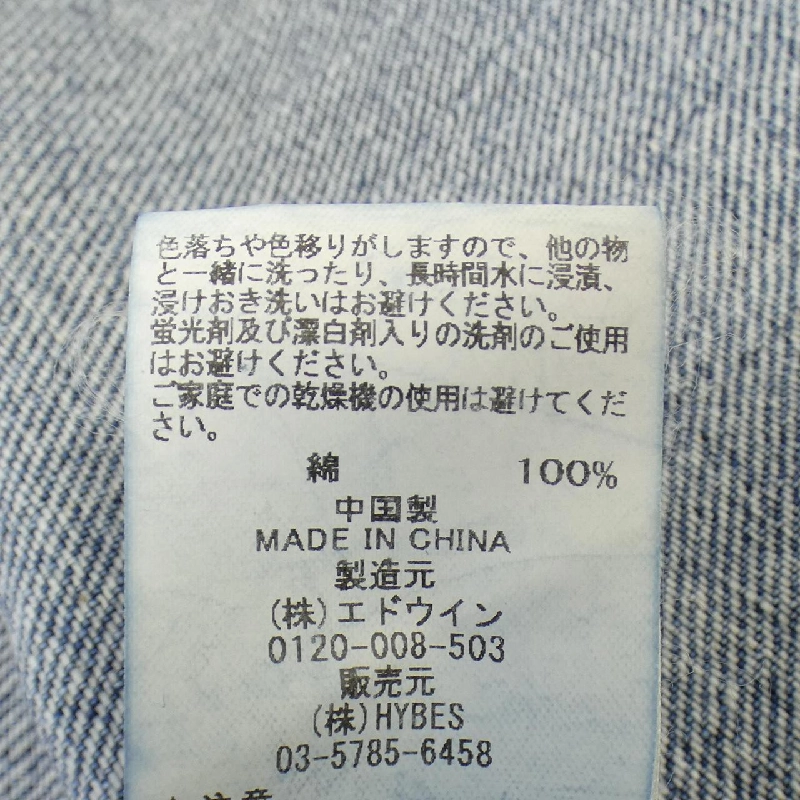 色落ちや色移りがしますので、他の物
と一緒に洗ったり、長時間水に浸漬、
浸けおき洗いはお避けください。
蛍光剤及び漂白剤入りの洗剤のご使用
はお避けください。
ご家庭での乾燥機の使用は避けてくだ
さい。
綿 100%
中国製
MADE IN CHINA
製造元
(株)エドウイン
0120-008-503
販売元
(株)HYBES
03-5785-6458
注意